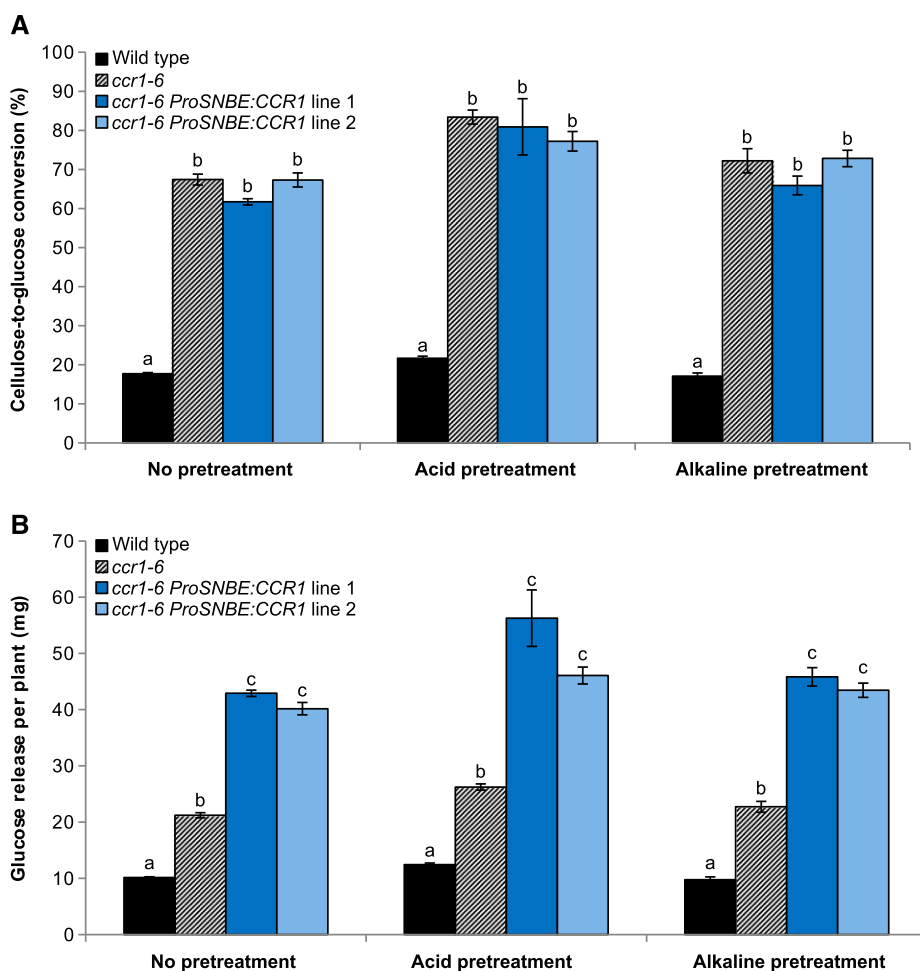 A
Cellulose-to-glucose conversion (%)
100
90
80
70
60
50
40
30
20
10
0
Wild type
ccr1-6
ccr1-6 ProSNBE:CCR1 line 1
ccr1-6 ProSNBE:CCR1 line 2
a b b b
a b b b
a b b b
No pretreatment Acid pretreatment Alkaline pretreatment
B
Glucose release per plant (mg)
70
60
50
40
30
20
10
0
Wild type
ccr1-6
ccr1-6 ProSNBE:CCR1 line 1
ccr1-6 ProSNBE:CCR1 line 2
a b c c
a b c c
a b c c
No pretreatment Acid pretreatment Alkaline pretreatment